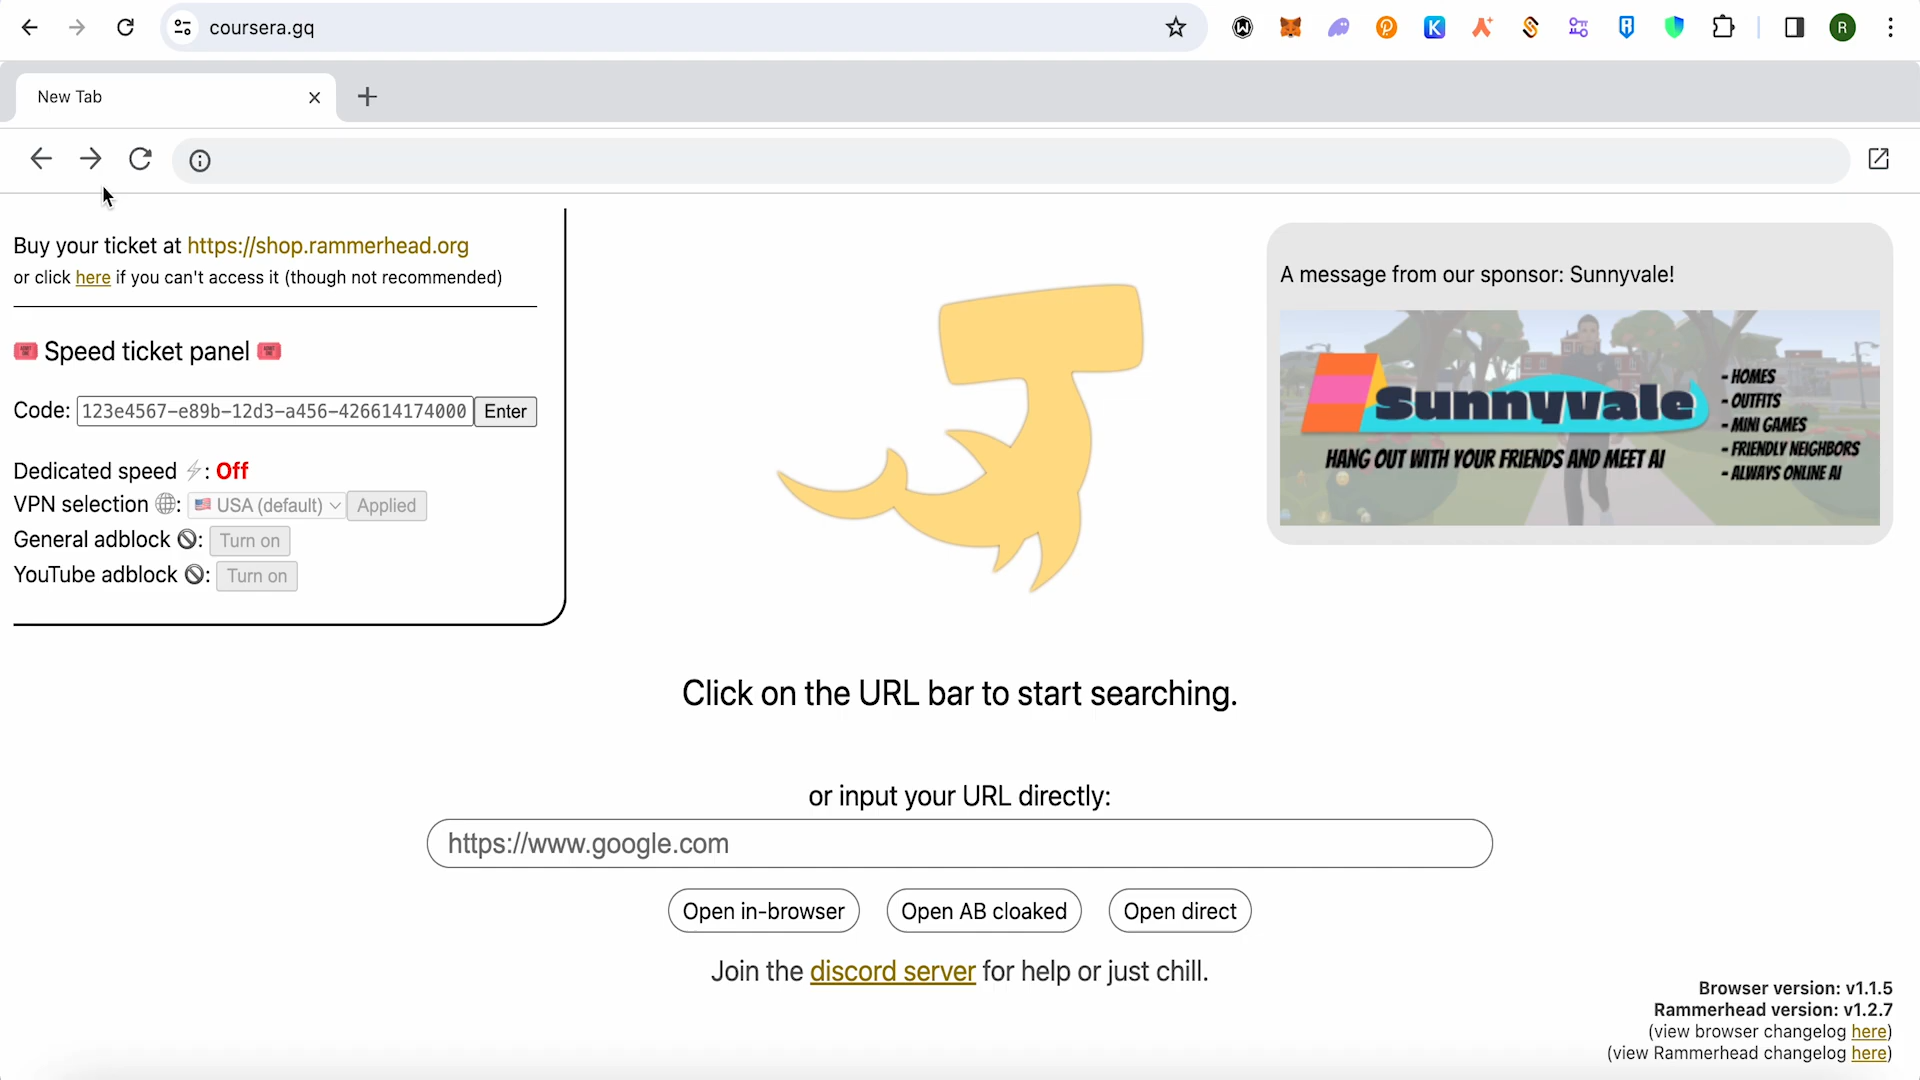 coursera.gq
R
New Tab
Buy your ticket at https://shop.rammerhead.org
or click here if you can't access it (though not recommended)
Speed ticket panel
Code: 123e4567-e89b-12d3-a456-426614174000 Enter
Dedicated speed ⚡: Off
VPN selection 🌐: 🇺🇸 USA (default) Applied
General adblock 🚫: Turn on
YouTube adblock 🚫: Turn on
A message from our sponsor: Sunnyvale!
Sunnyvale
HANG OUT WITH YOUR FRIENDS AND MEET AI
- HOMES
- OUTFITS
- MINI GAMES
- FRIENDLY NEIGHBORS
- ALWAYS ONLINE AI
Click on the URL bar to start searching.
or input your URL directly:
https://www.google.com
Open in-browser Open AB cloaked Open direct
Join the discord server for help or just chill.
Browser version: v1.1.5
Rammerhead version: v1.2.7
(view browser changelog here)
(view Rammerhead changelog here)